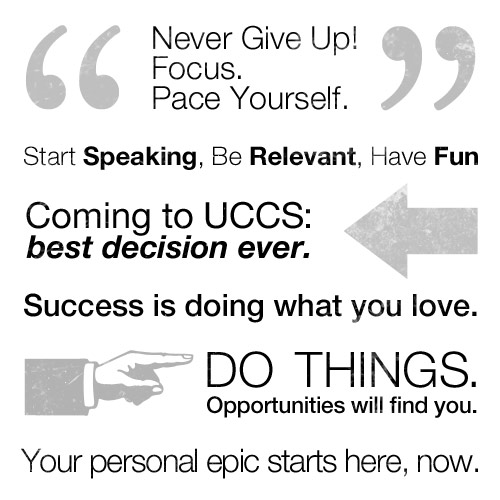 Never Give Up!
Focus.
Pace Yourself.
Start Speaking, Be Relevant, Have Fun
Coming to UCCS:
best decision ever.
Success is doing what you love.
DO THINGS.
Opportunities will find you.
Your personal epic starts here, now.